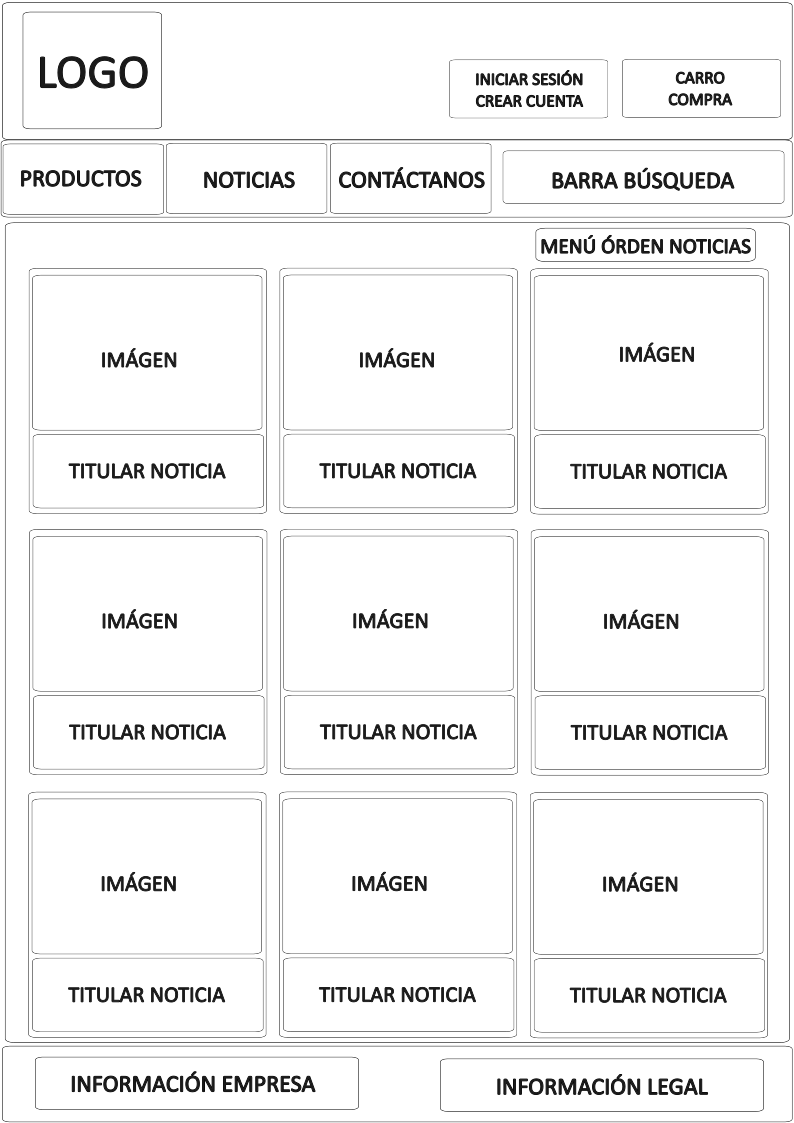 LOGO
INICIAR SESIÓN
CREAR CUENTA
CARRO
COMPRA
PRODUCTOS
NOTICIAS
CONTÁCTANOS
BARRA BÚSQUEDA
MENÚ ÓRDEN NOTICIAS
IMÁGEN
IMÁGEN
IMÁGEN
TITULAR NOTICIA
TITULAR NOTICIA
TITULAR NOTICIA
IMÁGEN
IMÁGEN
IMÁGEN
TITULAR NOTICIA
TITULAR NOTICIA
TITULAR NOTICIA
IMÁGEN
IMÁGEN
IMÁGEN
TITULAR NOTICIA
TITULAR NOTICIA
TITULAR NOTICIA
INFORMACIÓN EMPRESA
INFORMACIÓN LEGAL